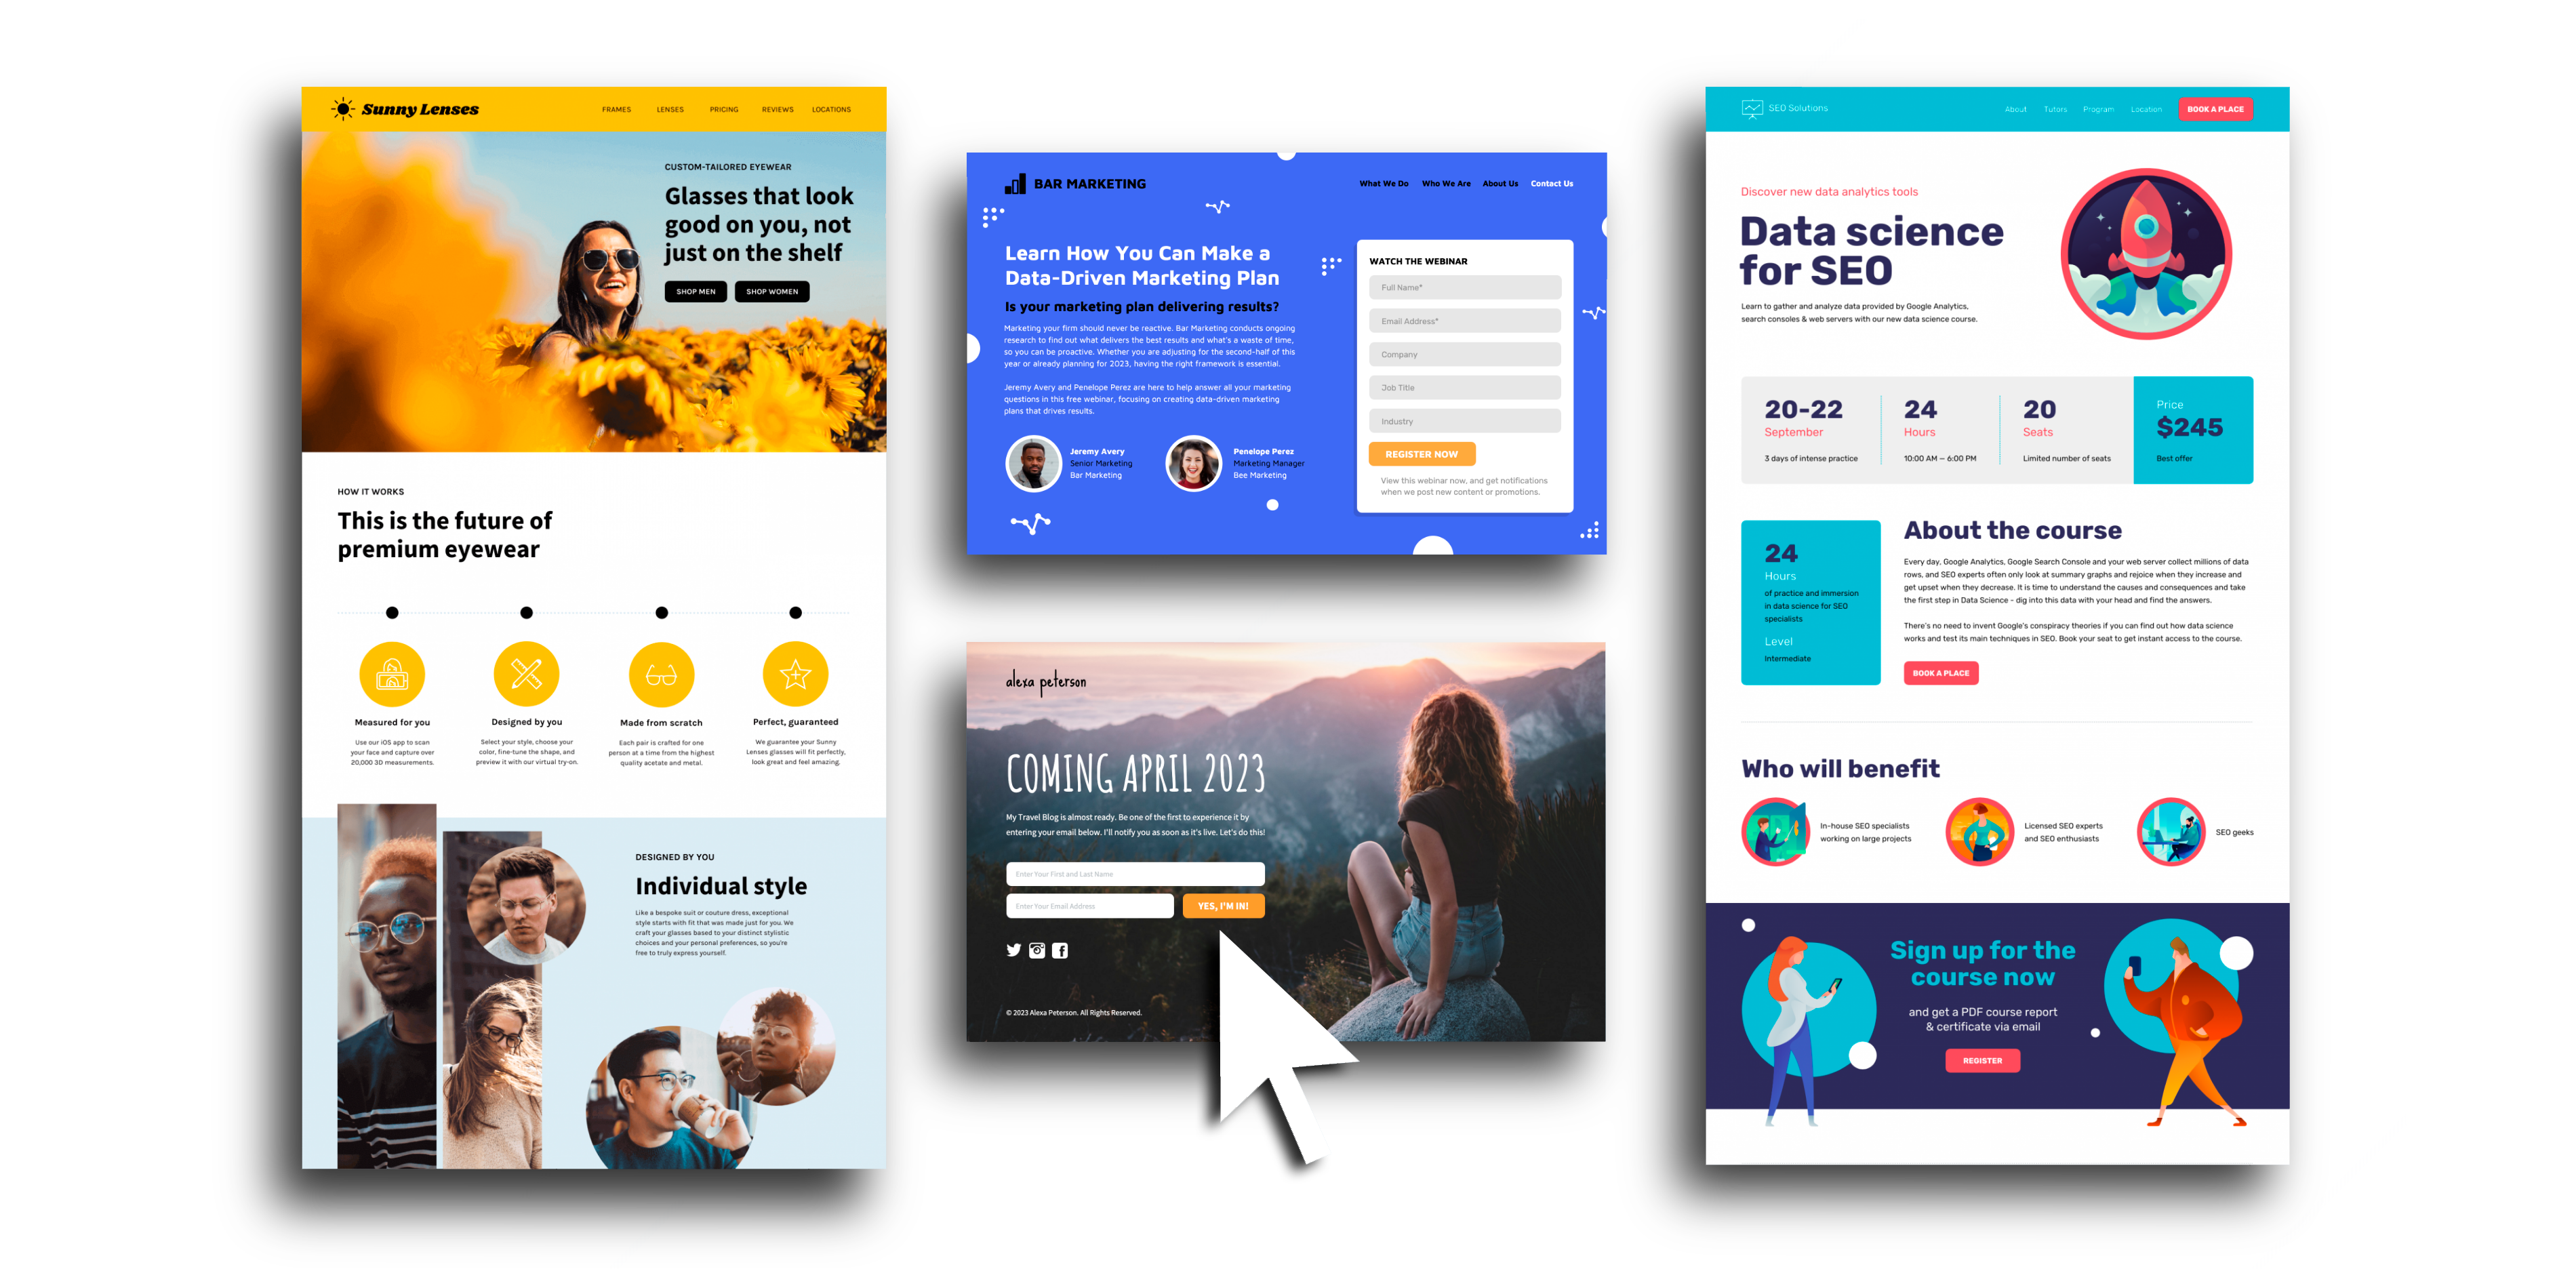 Sunny Lenses
FRAMES LENSES PRICING REVIEWS LOCATIONS
CUSTOM-TAILORED EYEWEAR
Glasses that look
good on you, not
just on the shelf
SHOP MEN SHOP WOMEN
HOW IT WORKS
This is the future of
premium eyewear
Measured for you
Use our iOS app to scan
your face and capture over
20,000 3D measurements.
Designed by you
Select your style, choose your
color, fine-tune the shape, and
preview it with our virtual try-on.
Made from scratch
Each pair is crafted for one
person at a time from the highest
quality acetate and metal.
Perfect, guaranteed
We guarantee your Sunny
Lenses glasses will fit perfectly,
look great and feel amazing.
DESIGNED BY YOU
Individual style
Like a bespoke suit or couture dress, exceptional
style starts with fit that was made just for you. We
craft your glasses based to your distinct stylistic
choices and your personal preferences, so you're
free to truly express yourself.
BAR MARKETING
What We Do Who We Are About Us Contact Us
Learn How You Can Make a
Data-Driven Marketing Plan
Is your marketing plan delivering results?
Marketing your firm should never be reactive. Bar Marketing conducts ongoing
research to find out what delivers the best results and what's a waste of time,
so you can be proactive. Whether you are adjusting for the second-half of this
year or already planning for 2023, having the right framework is essential.
Jeremy Avery and Penelope Perez are here to help answer all your marketing
questions in this free webinar, focusing on creating data-driven marketing
plans that drives results.
Jeremy Avery
Senior Marketing
Bar Marketing
Penelope Perez
Marketing Manager
Bee Marketing
WATCH THE WEBINAR
Full Name*
Email Address*
Company
Job Title
Industry
REGISTER NOW
View this webinar now, and get notifications
when we post new content or promotions.
alexa peterson
COMING APRIL 2023
My Travel Blog is almost ready. Be one of the first to experience it by
entering your email below. I'll notify you as soon as it's live. Let's do this!
Enter Your First and Last Name
Enter Your Email Address
YES, I'M IN!
© 2023 Alexa Peterson. All Rights Reserved.
SEO Solutions
About Tutors Program Location BOOK A PLACE
Discover new data analytics tools
Data science
for SEO
Learn to gather and analyze data provided by Google Analytics,
search consoles & web servers with our new data science course.
20-22
September
3 days of intense practice
24
Hours
10:00 AM – 6:00 PM
20
Seats
Limited number of seats
Price
$245
Best offer
24
Hours
of practice and immersion
in data science for SEO
specialists
Level
Intermediate
About the course
Every day, Google Analytics, Google Search Console and your web server collect millions of data
rows, and SEO experts often only look at summary graphs and rejoice when they increase and
get upset when they decrease. It is time to understand the causes and consequences and take
the first step in Data Science - dig into this data with your head and find the answers.
There's no need to invent Google's conspiracy theories if you can find out how data science
works and test its main techniques in SEO. Book your seat to get instant access to the course.
BOOK A PLACE
Who will benefit
In-house SEO specialists
working on large projects
Licensed SEO experts
and SEO enthusiasts
SEO geeks
Sign up for the
course now
and get a PDF course report
& certificate via email
REGISTER